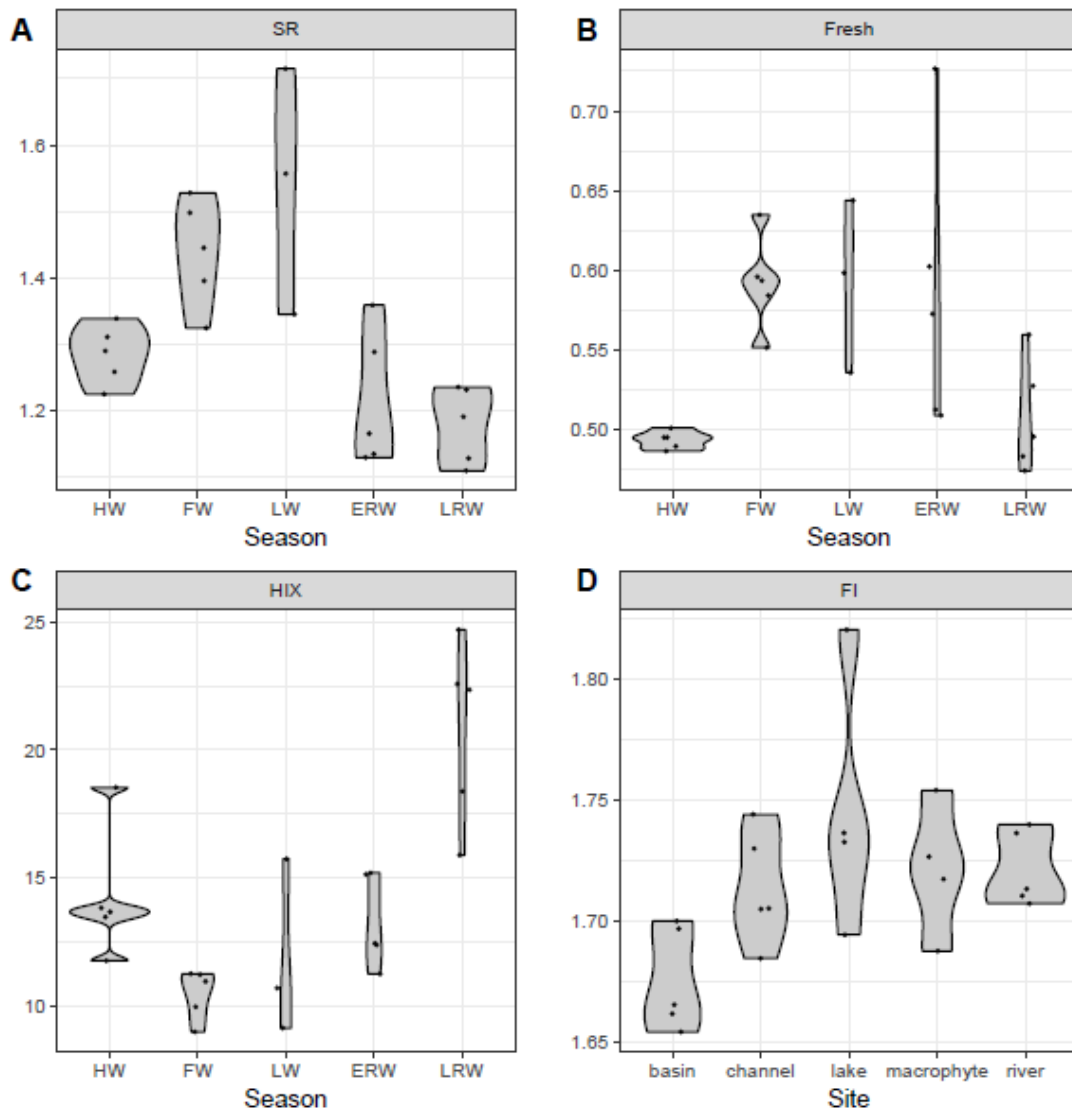 A
SR
1.6
1.4
1.2
HW FW LW ERW LRW
Season
B
Fresh
0.70
0.65
0.60
0.55
0.50
HW FW LW ERW LRW
Season
C
HIX
25
20
15
10
HW FW LW ERW LRW
Season
D
FI
1.80
1.75
1.70
1.65
basin channel lake macrophyte river
Site